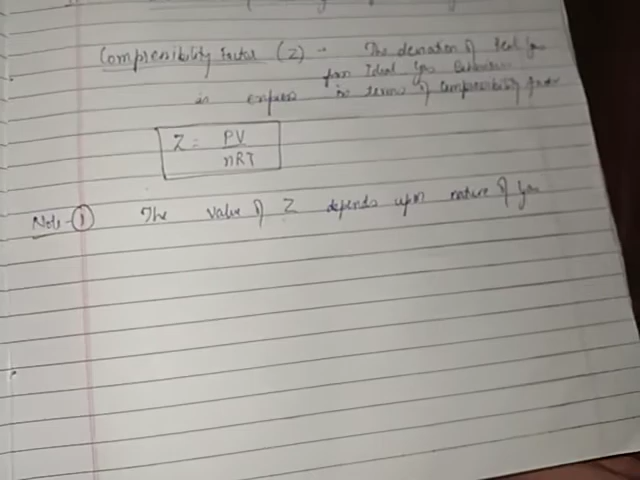 Compressibility Factor (Z) - The deviation of real gas
from Ideal gas Behaviour
is express in terms of compressibility factor
Z = PV
nRT
Note - ① The value of Z depends upon nature of gas